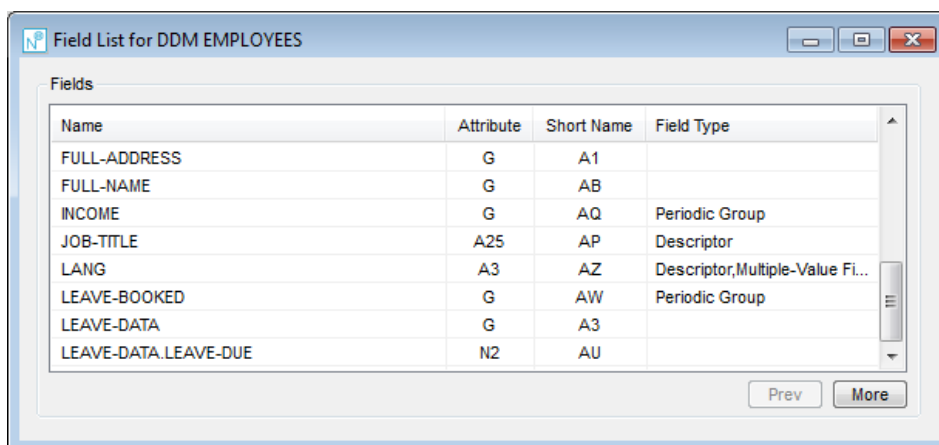 N
Field List for DDM EMPLOYEES
Fields
Name Attribute Short Name Field Type
FULL-ADDRESS G A1
FULL-NAME G AB
INCOME G AQ Periodic Group
JOB-TITLE A25 AP Descriptor
LANG A3 AZ Descriptor,Multiple-Value Fi...
LEAVE-BOOKED G AW Periodic Group
LEAVE-DATA G A3
LEAVE-DATA.LEAVE-DUE N2 AU
Prev More